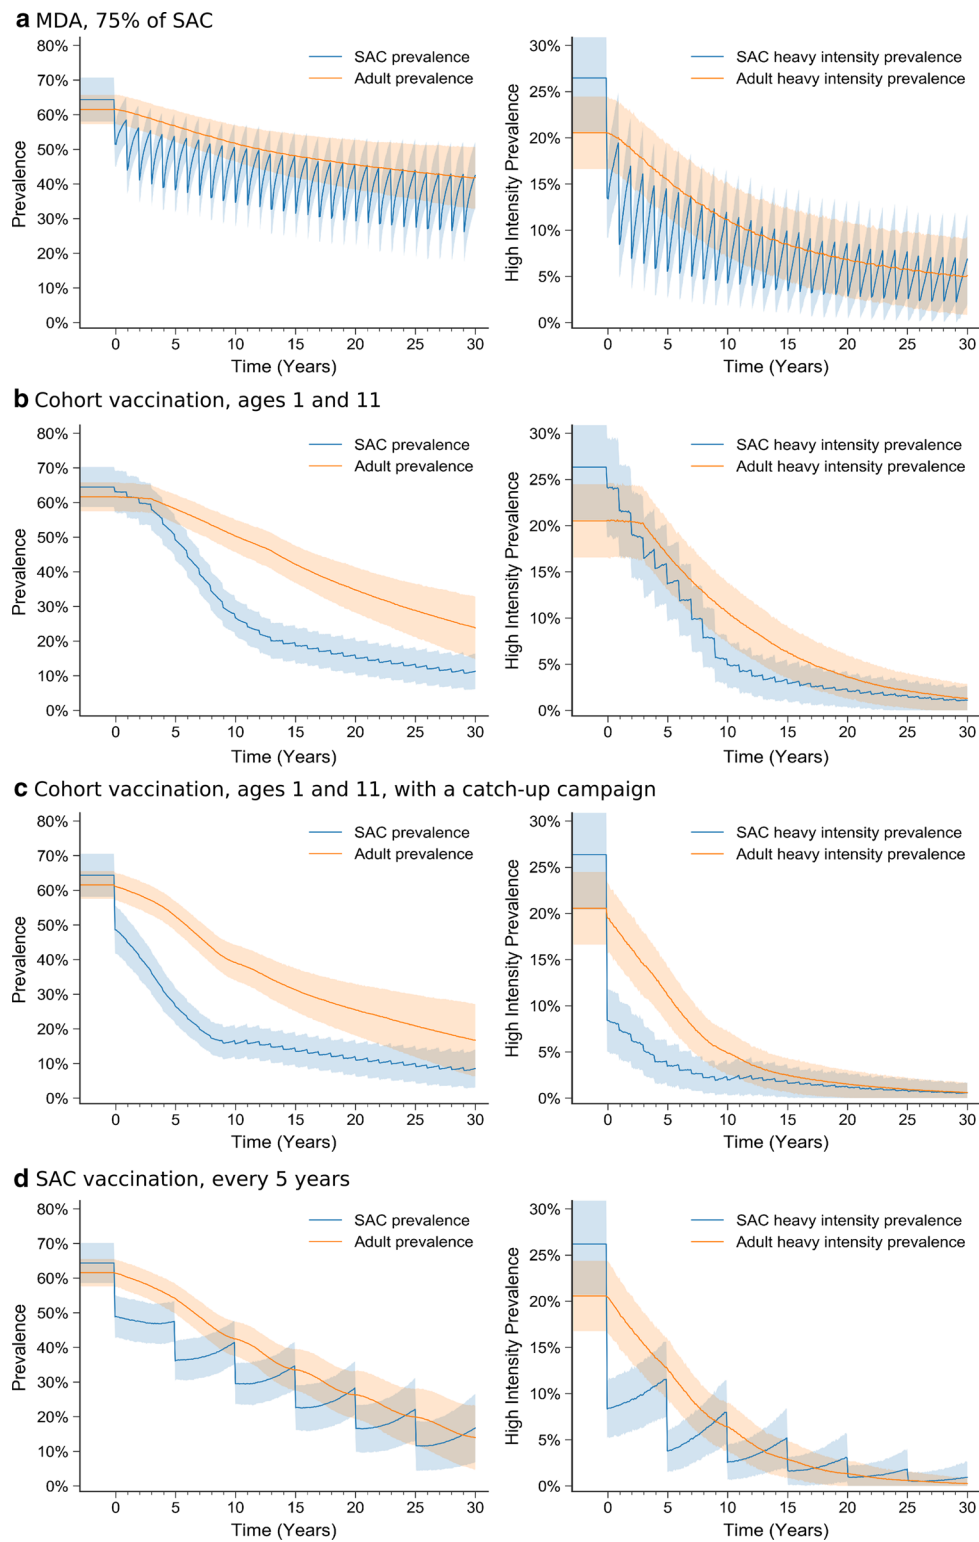 a MDA, 75% of SAC
80%
70%
60%
50%
40%
30%
20%
10%
0%
Prevalence
SAC prevalence
Adult prevalence
0 5 10 15 20 25 30
Time (Years)
30%
25%
20%
15%
10%
5%
0%
High Intensity Prevalence
SAC heavy intensity prevalence
Adult heavy intensity prevalence
0 5 10 15 20 25 30
Time (Years)
b Cohort vaccination, ages 1 and 11
80%
70%
60%
50%
40%
30%
20%
10%
0%
Prevalence
SAC prevalence
Adult prevalence
0 5 10 15 20 25 30
Time (Years)
30%
25%
20%
15%
10%
5%
0%
High Intensity Prevalence
SAC heavy intensity prevalence
Adult heavy intensity prevalence
0 5 10 15 20 25 30
Time (Years)
c Cohort vaccination, ages 1 and 11, with a catch-up campaign
80%
70%
60%
50%
40%
30%
20%
10%
0%
Prevalence
SAC prevalence
Adult prevalence
0 5 10 15 20 25 30
Time (Years)
30%
25%
20%
15%
10%
5%
0%
High Intensity Prevalence
SAC heavy intensity prevalence
Adult heavy intensity prevalence
0 5 10 15 20 25 30
Time (Years)
d SAC vaccination, every 5 years
80%
70%
60%
50%
40%
30%
20%
10%
0%
Prevalence
SAC prevalence
Adult prevalence
0 5 10 15 20 25 30
Time (Years)
30%
25%
20%
15%
10%
5%
0%
High Intensity Prevalence
SAC heavy intensity prevalence
Adult heavy intensity prevalence
0 5 10 15 20 25 30
Time (Years)